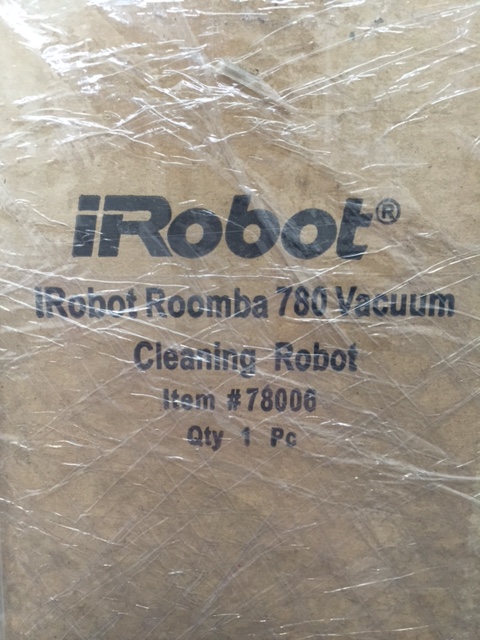 iRobot®
IRobot Roomba 780 Vacuum
Cleaning Robot
Item #78006
Qty 1 Pc